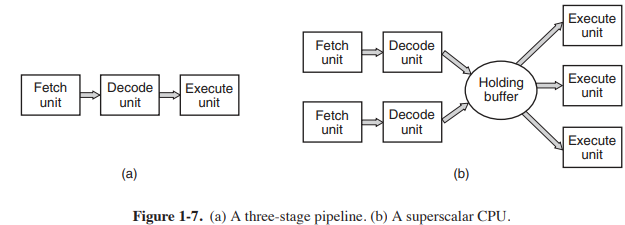 Fetch
unit
Decode
unit
Execute
unit
(a)
Fetch
unit
Decode
unit
Fetch
unit
Decode
unit
Holding
buffer
Execute
unit
Execute
unit
Execute
unit
(b)
Figure 1-7. (a) A three-stage pipeline. (b) A superscalar CPU.